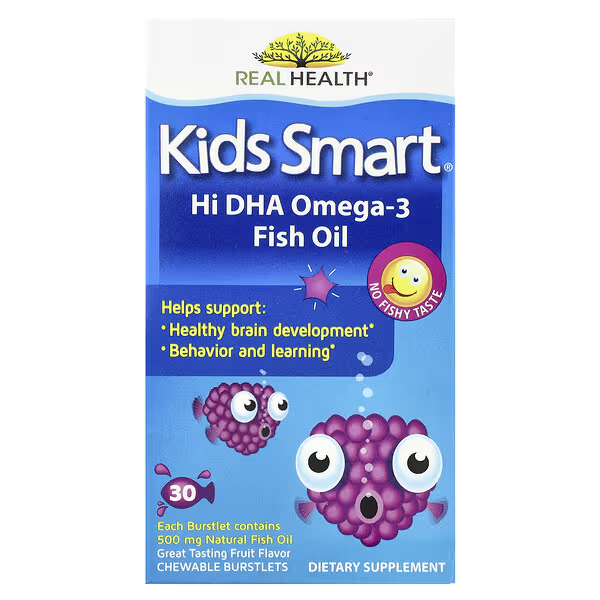 REAL HEALTH®
Kids Smart®
Hi DHA Omega-3
Fish Oil
NO FISHY TASTE
Helps support:
• Healthy brain development*
• Behavior and learning*
30
Each Burstlet contains
500 mg Natural Fish Oil
Great Tasting Fruit Flavor
CHEWABLE BURSTLETS
DIETARY SUPPLEMENT